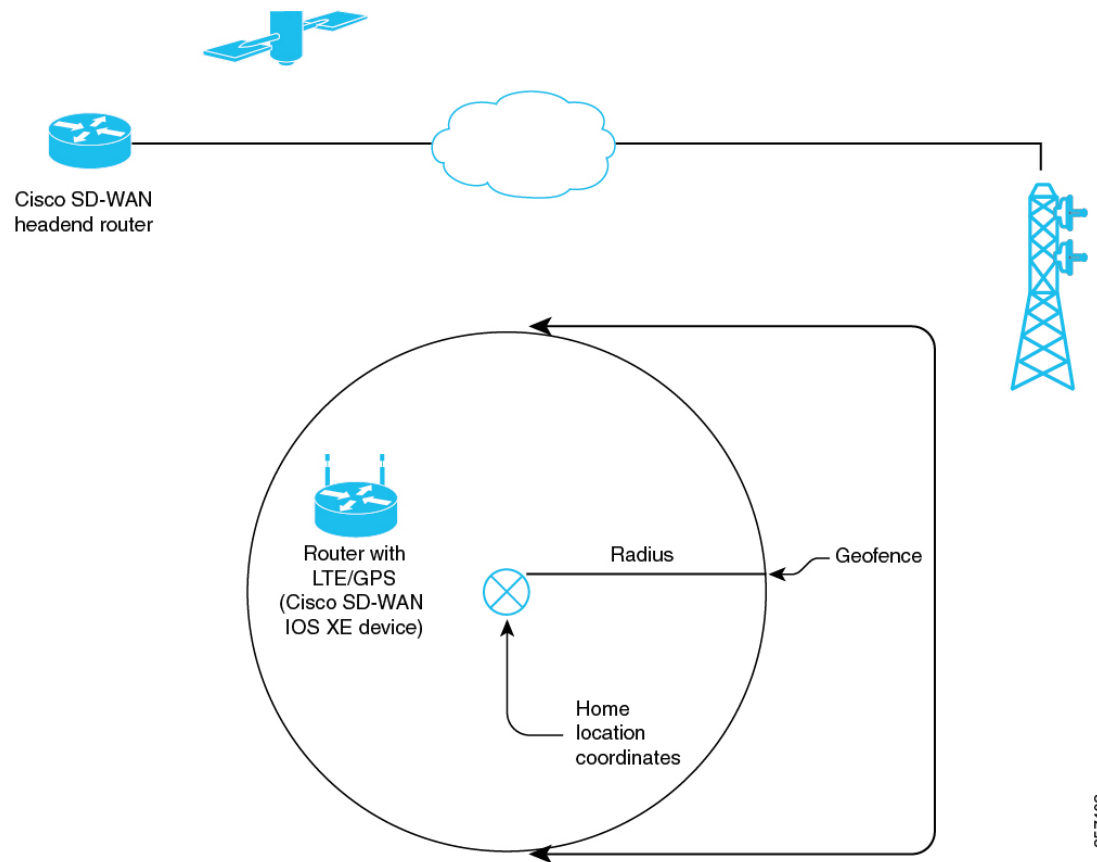 Cisco SD-WAN
headend router
Router with
LTE/GPS
(Cisco SD-WAN
IOS XE device)
Radius
Geofence
Home
location
coordinates